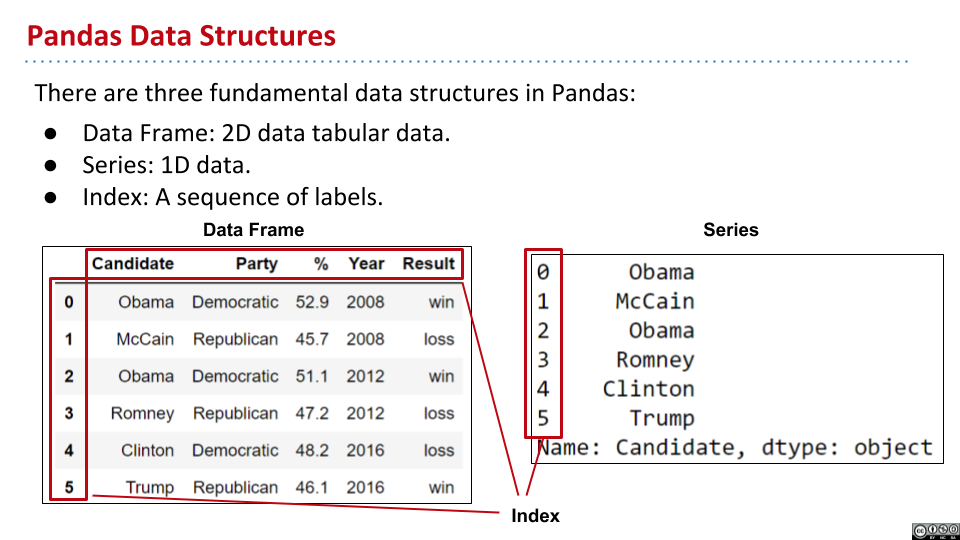 Pandas Data Structures
There are three fundamental data structures in Pandas:
● Data Frame: 2D data tabular data.
● Series: 1D data.
● Index: A sequence of labels.
Data Frame
Candidate Party % Year Result
0 Obama Democratic 52.9 2008 win
1 McCain Republican 45.7 2008 loss
2 Obama Democratic 51.1 2012 win
3 Romney Republican 47.2 2012 loss
4 Clinton Democratic 48.2 2016 loss
5 Trump Republican 46.1 2016 win
Series
0 Obama
1 McCain
2 Obama
3 Romney
4 Clinton
5 Trump
Name: Candidate, dtype: object
Index
cc
BY NC SA